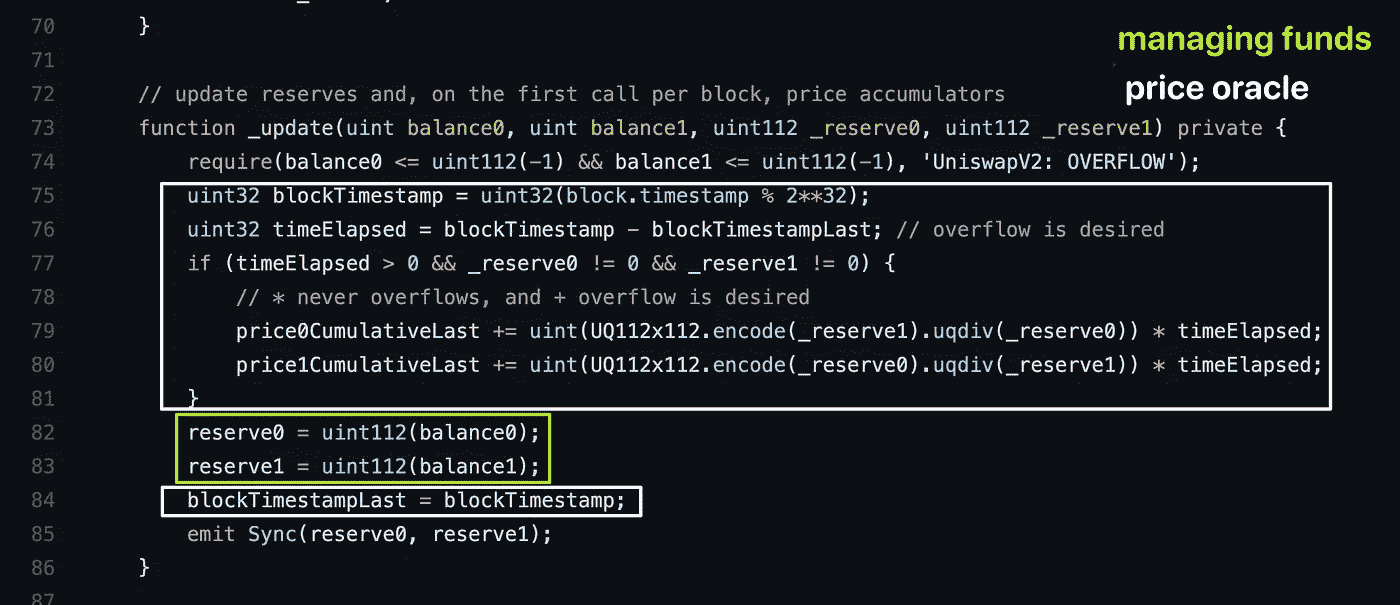 70 }
managing funds
71
price oracle
72 // update reserves and, on the first call per block, price accumulators
73 function _update(uint balance0, uint balance1, uint112 _reserve0, uint112 _reserve1) private {
74 require(balance0 <= uint112(-1) && balance1 <= uint112(-1), 'UniswapV2: OVERFLOW');
75 uint32 blockTimestamp = uint32(block.timestamp % 2**32);
76 uint32 timeElapsed = blockTimestamp - blockTimestampLast; // overflow is desired
77 if (timeElapsed > 0 && _reserve0 != 0 && _reserve1 != 0) {
78 // * never overflows, and + overflow is desired
79 price0CumulativeLast += uint(UQ112x112.encode(_reserve1).uqdiv(_reserve0)) * timeElapsed;
80 price1CumulativeLast += uint(UQ112x112.encode(_reserve0).uqdiv(_reserve1)) * timeElapsed;
81 }
82 reserve0 = uint112(balance0);
83 reserve1 = uint112(balance1);
84 blockTimestampLast = blockTimestamp;
85 emit Sync(reserve0, reserve1);
86 }
87